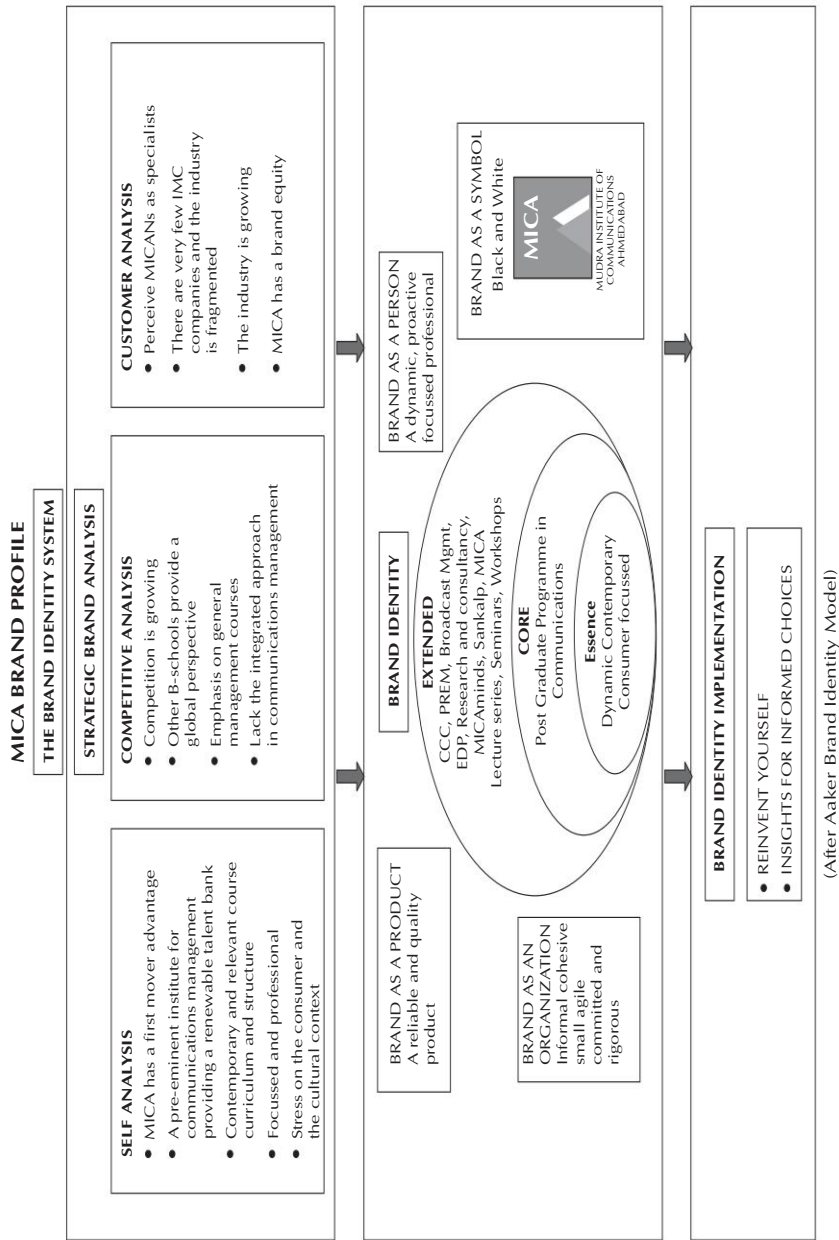 MICA BRAND PROFILE
THE BRAND IDENTITY SYSTEM
STRATEGIC BRAND ANALYSIS
SELF ANALYSIS
• MICA has a first mover advantage
• A pre-eminent institute for
communications management
providing a renewable talent bank
• Contemporary and relevant course
curriculum and structure
• Focussed and professional
• Stress on the consumer and
the cultural context
COMPETITIVE ANALYSIS
• Competition is growing
• Other B-schools provide a
global perspective
• Emphasis on general
management courses
• Lack the integrated approach
in communications management
CUSTOMER ANALYSIS
• Perceive MICANs as specialists
• There are very few IMC
companies and the industry
is fragmented
• The industry is growing
• MICA has a brand equity
BRAND IDENTITY
BRAND AS A PRODUCT
A reliable and quality
product
BRAND AS AN
ORGANIZATION
Informal cohesive
small agile
committed and
rigorous
EXTENDED
CCC, PREM, Broadcast Mgmt,
EDP, Research and consultancy,
MICAminds, Sankalp, MICA
Lecture series, Seminars, Workshops
CORE
Post Graduate Programme in
Communications
Essence
Dynamic Contemporary
Consumer focussed
BRAND AS A PERSON
A dynamic, proactive
focussed professional
BRAND AS A SYMBOL
Black and White
MICA
MUDRA INSTITUTE OF
COMMUNICATIONS
AHMEDABAD
BRAND IDENTITY IMPLEMENTATION
• REINVENT YOURSELF
• INSIGHTS FOR INFORMED CHOICES
(After Aaker Brand Identity Model)